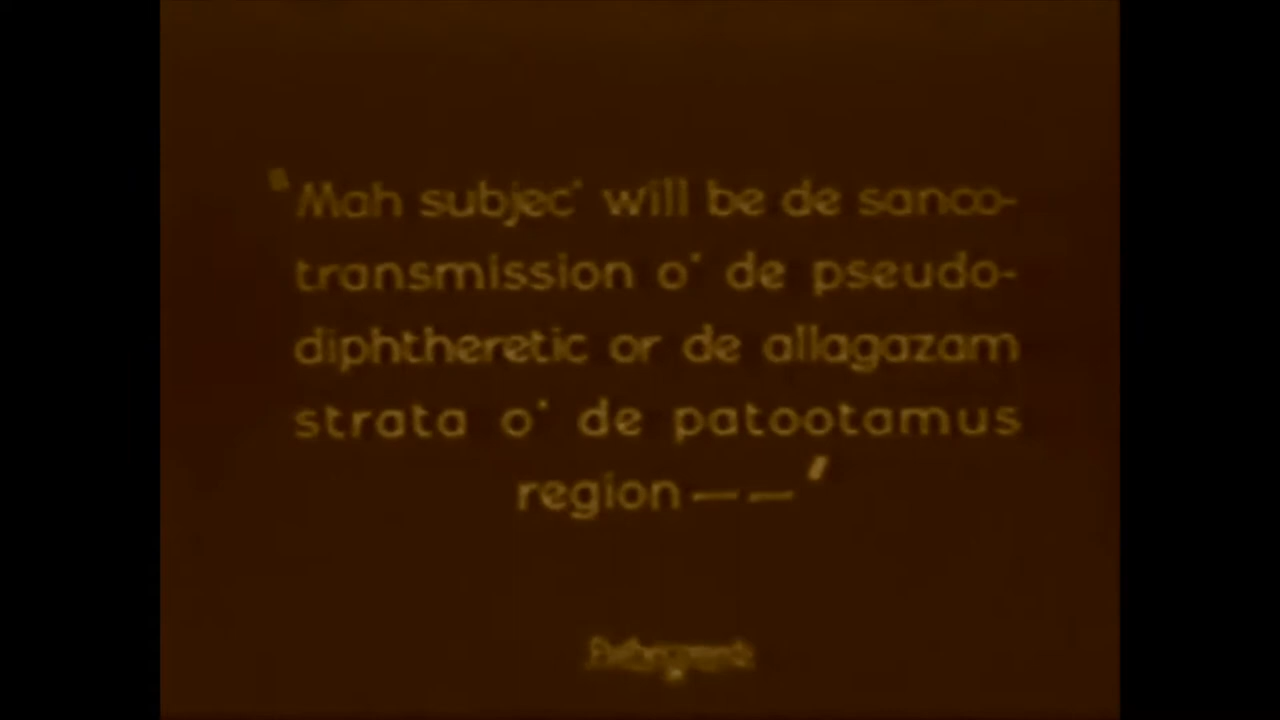 "Mah subjec' will be de sanco-
transmission o' de pseudo-
diphtheretic or de allagazam
strata o' de patootamus
region — —"